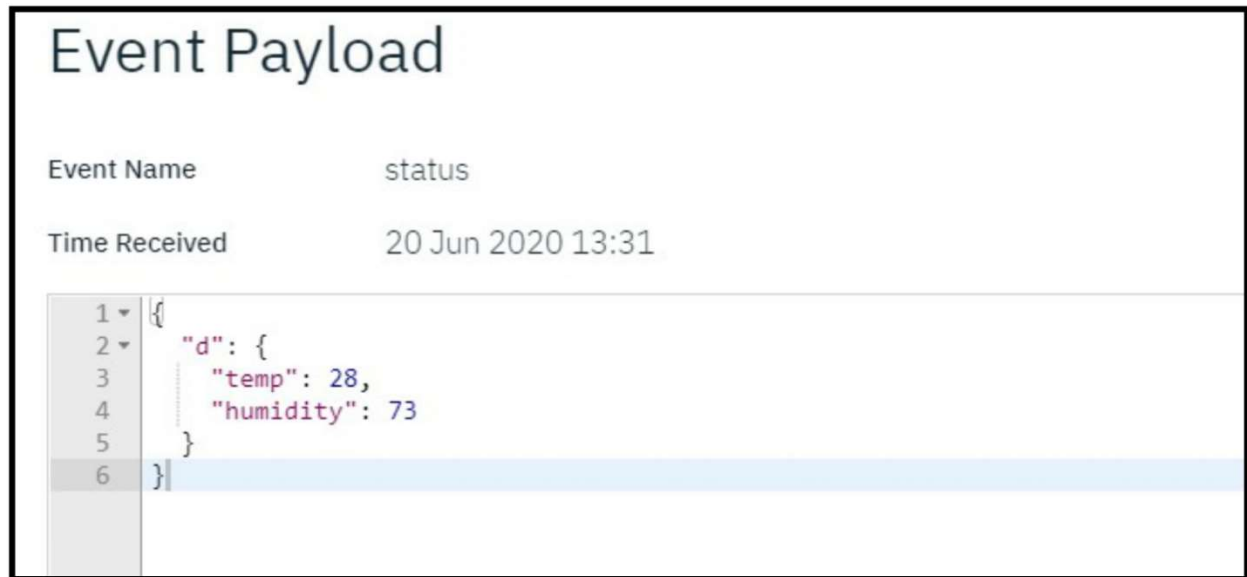 Event Payload
Event Name status
Time Received 20 Jun 2020 13:31
1 {
2 "d": {
3 "temp": 28,
4 "humidity": 73
5 }
6 }